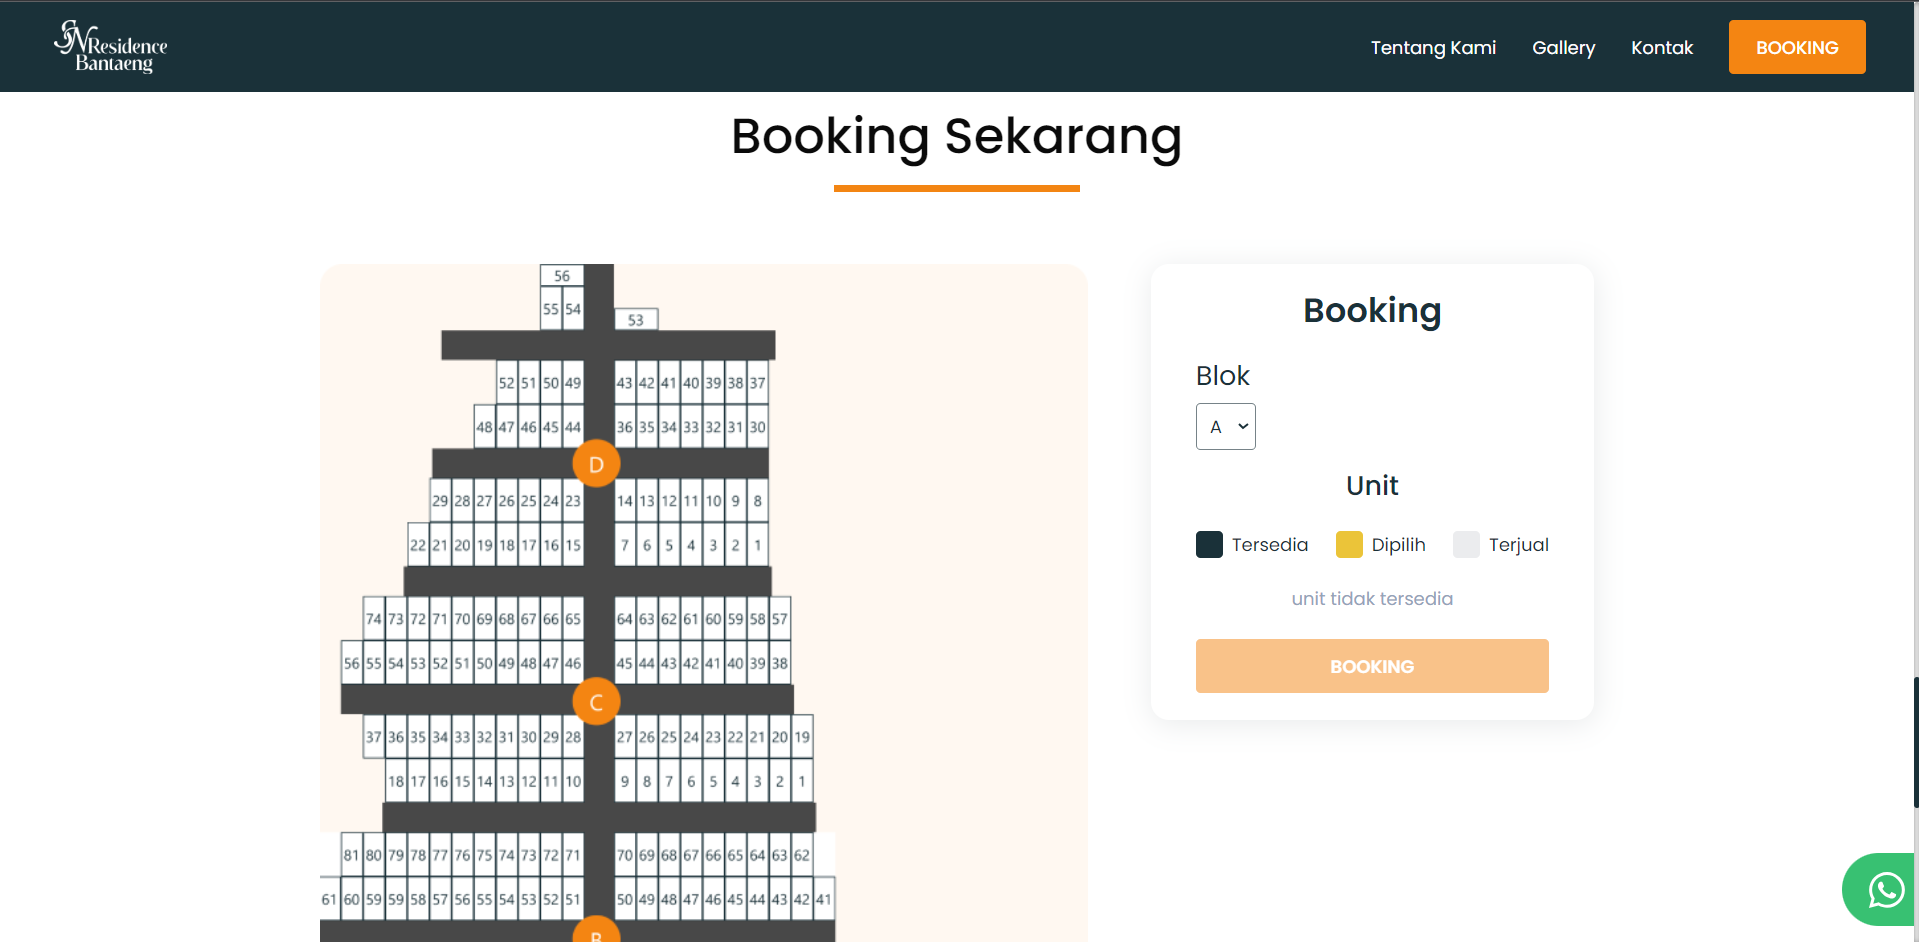 SN Residence
Bantaeng
Tentang Kami
Gallery
Kontak
BOOKING
Booking Sekarang
56
55 54
53
52 51 50 49 43 42 41 40 39 38 37
48 47 46 45 44 36 35 34 33 32 31 30
D
29 28 27 26 25 24 23 14 13 12 11 10 9 8
22 21 20 19 18 17 16 15 7 6 5 4 3 2 1
74 73 72 71 70 69 68 67 66 65 64 63 62 61 60 59 58 57
56 55 54 53 52 51 50 49 48 47 46 45 44 43 42 41 40 39 38
C
37 36 35 34 33 32 31 30 29 28 27 26 25 24 23 22 21 20 19
18 17 16 15 14 13 12 11 10 9 8 7 6 5 4 3 2 1
81 80 79 78 77 76 75 74 73 72 71 70 69 68 67 66 65 64 63 62
61 60 59 59 58 57 56 55 54 53 52 51 50 49 48 47 46 45 44 43 42 41
B
Booking
Blok
A
Unit
Tersedia
Dipilih
Terjual
unit tidak tersedia
BOOKING